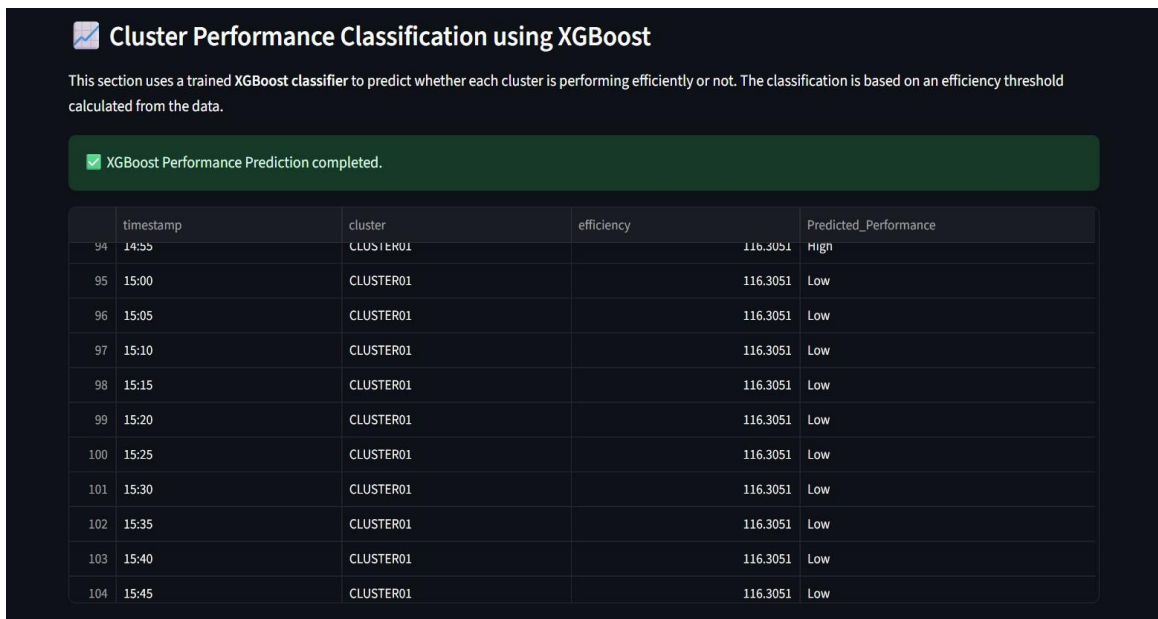 Cluster Performance Classification using XGBoost
This section uses a trained XGBoost classifier to predict whether each cluster is performing efficiently or not. The classification is based on an efficiency threshold
calculated from the data.
XGBoost Performance Prediction completed.
timestamp cluster efficiency Predicted_Performance
94 14:55 CLUSTER01 116.3051 High
95 15:00 CLUSTER01 116.3051 Low
96 15:05 CLUSTER01 116.3051 Low
97 15:10 CLUSTER01 116.3051 Low
98 15:15 CLUSTER01 116.3051 Low
99 15:20 CLUSTER01 116.3051 Low
100 15:25 CLUSTER01 116.3051 Low
101 15:30 CLUSTER01 116.3051 Low
102 15:35 CLUSTER01 116.3051 Low
103 15:40 CLUSTER01 116.3051 Low
104 15:45 CLUSTER01 116.3051 Low